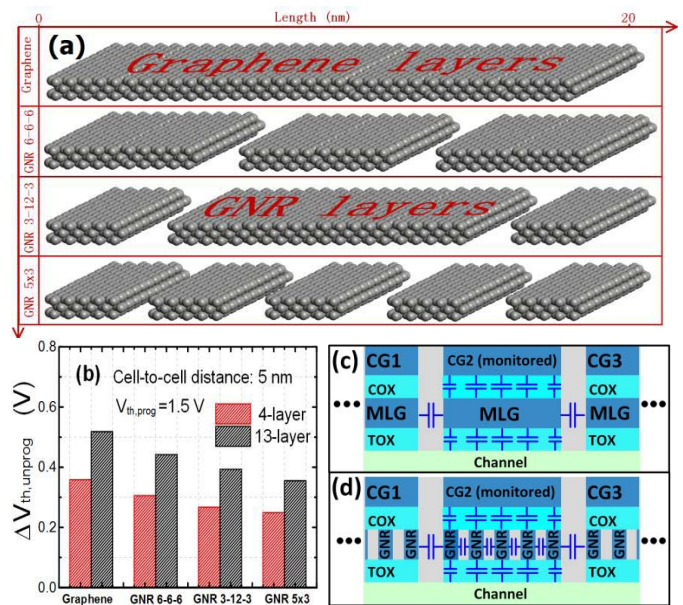 0
Length (nm)
20
(a)
Graphene
Graphene layers
GNR 6-6-6
GNR 3-12-3
GNR layers
GNR 5x3
0.8
0.6
0.4
0.2
0.0
ΔVth,unprog (V)
(b)
Cell-to-cell distance: 5 nm
Vth,prog =1.5 V
4-layer
13-layer
Graphene
GNR 6-6-6
GNR 3-12-3
GNR 5x3
(c)
CG1
CG2 (monitored)
CG3
COX
COX
MLG
MLG
MLG
TOX
TOX
Channel
(d)
CG1
CG2 (monitored)
CG3
COX
COX
GNR
GNR
GNR
GNR
GNR
GNR
GNR
GNR
GNR
TOX
TOX
Channel